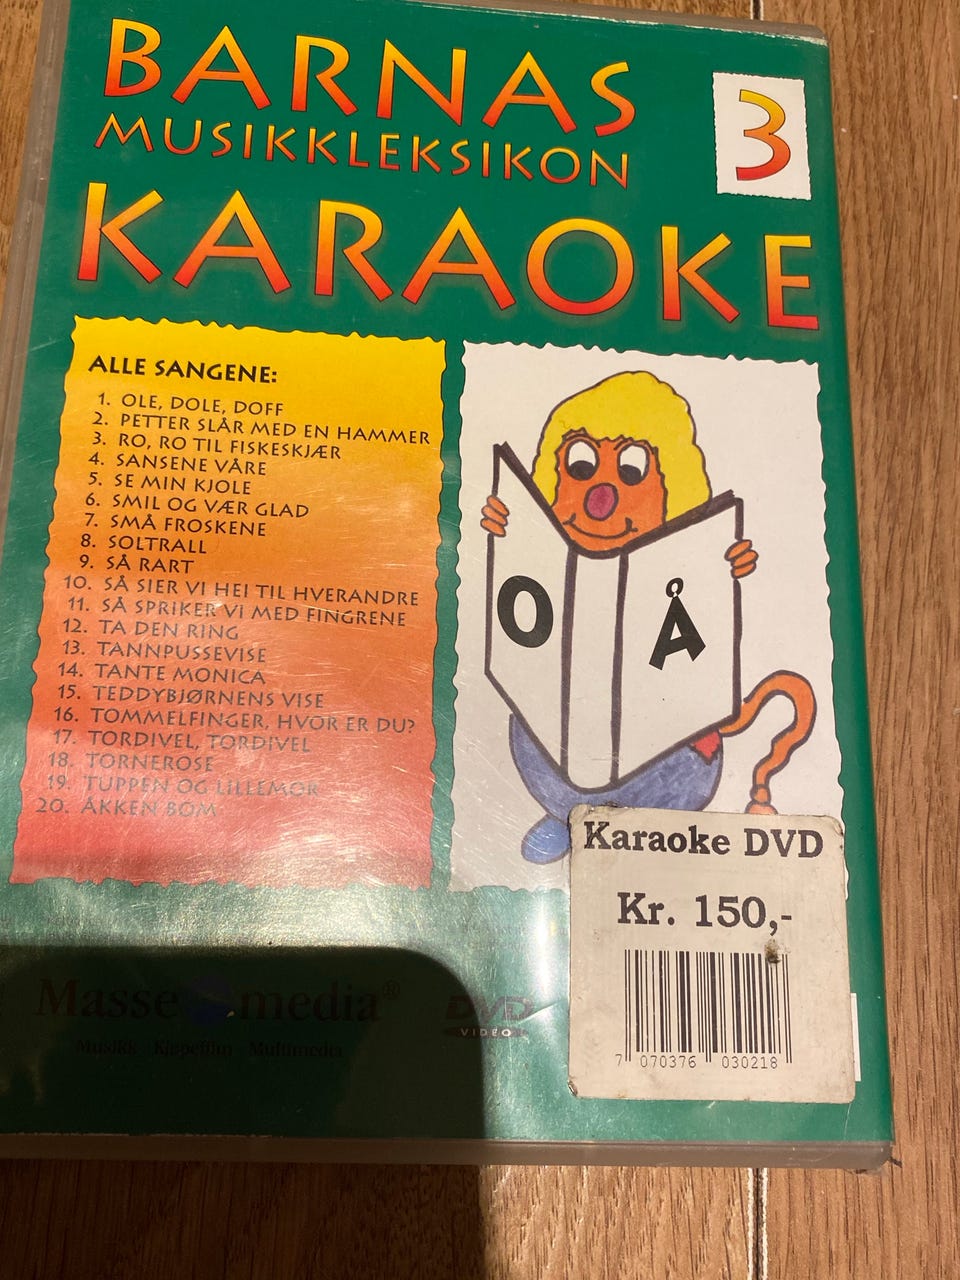 BARNAS
MUSIKKLEKSIKON
3
KARAOKE
ALLE SANGENE:
1. OLE, DOLE, DOFF
2. PETTER SLÅR MED EN HAMMER
3. RO, RO TIL FISKESKJÆR
4. SANSENE VÅRE
5. SE MIN KJOLE
6. SMIL OG VÆR GLAD
7. SMÅ FROSKENE
8. SOLTRALL
9. SÅ RART
10. SÅ SIER VI HEI TIL HVERANDRE
11. SÅ SPRIKER VI MED FINGRENE
12. TA DEN RING
13. TANNPUSSEVISE
14. TANTE MONICA
15. TEDDYBJØRNENS VISE
16. TOMMELFINGER, HVOR ER DU?
17. TORDIVEL, TORDIVEL
18. TORNEROSE
19. TUPPEN OG LILLEMOR
20. ÅKKEN BOM
O Å
Karaoke DVD
Kr. 150,-
7 070376 030218
Masse media®
Musikk Kjøpefilm Multimedia
DVD
VIDEO